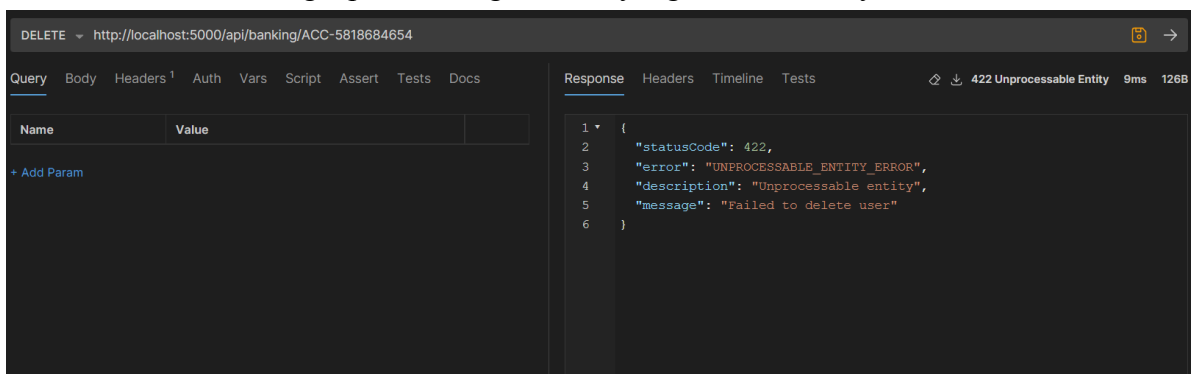 DELETE http://localhost:5000/api/banking/ACC-5818684654
Query Body Headers 1 Auth Vars Script Assert Tests Docs
Name Value
+ Add Param
Response Headers Timeline Tests 422 Unprocessable Entity 9ms 126B
1 {
2 "statusCode": 422,
3 "error": "UNPROCESSABLE_ENTITY_ERROR",
4 "description": "Unprocessable entity",
5 "message": "Failed to delete user"
6 }